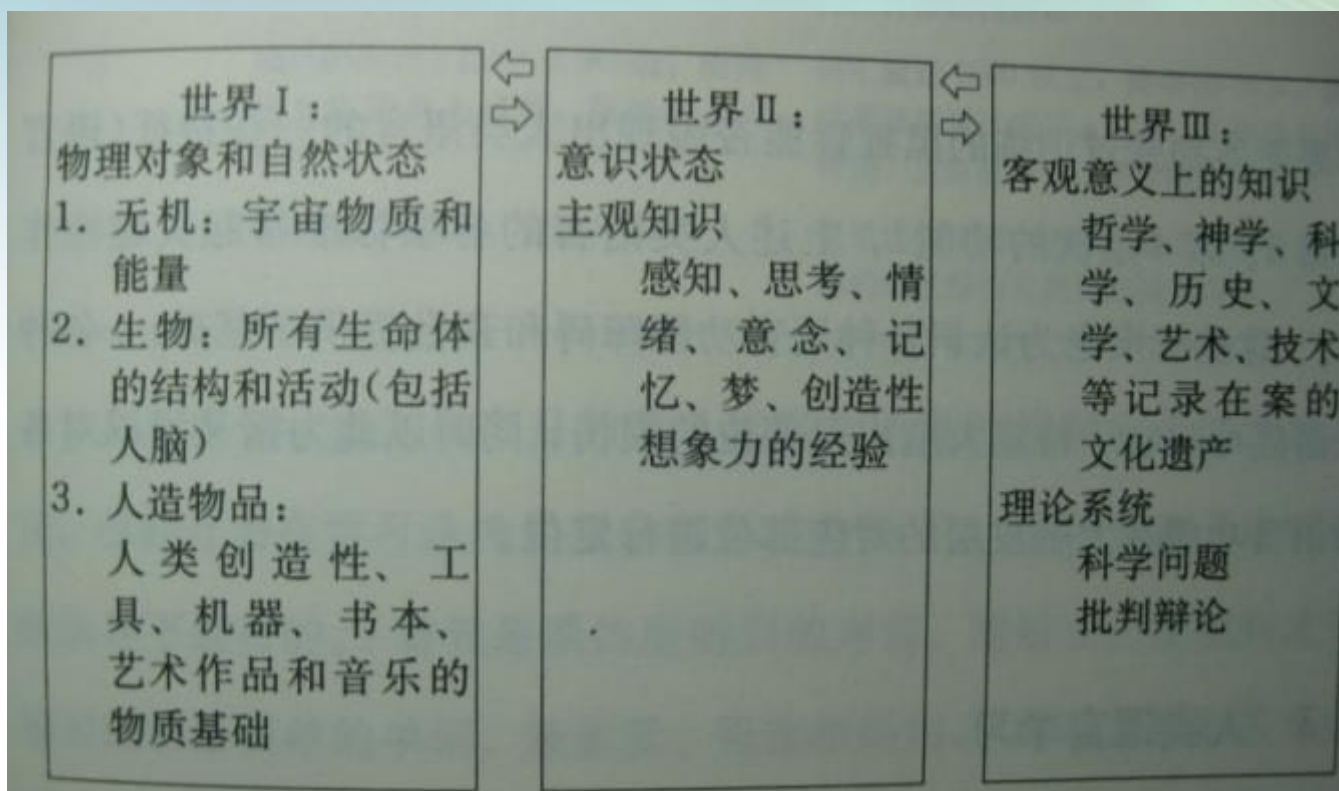 世界Ⅰ：
物理对象和自然状态
1. 无机：宇宙物质和
能量
2. 生物：所有生命体
的结构和活动(包括
人脑)
3. 人造物品：
人类创造性、工
具、机器、书本、
艺术作品和音乐的
物质基础
世界Ⅱ：
意识状态
主观知识
感知、思考、情
绪、意念、记
忆、梦、创造性
想象力的经验
世界Ⅲ：
客观意义上的知识
哲学、神学、科
学、历史、文
学、艺术、技术
等记录在案的
文化遗产
理论系统
科学问题
批判辩论